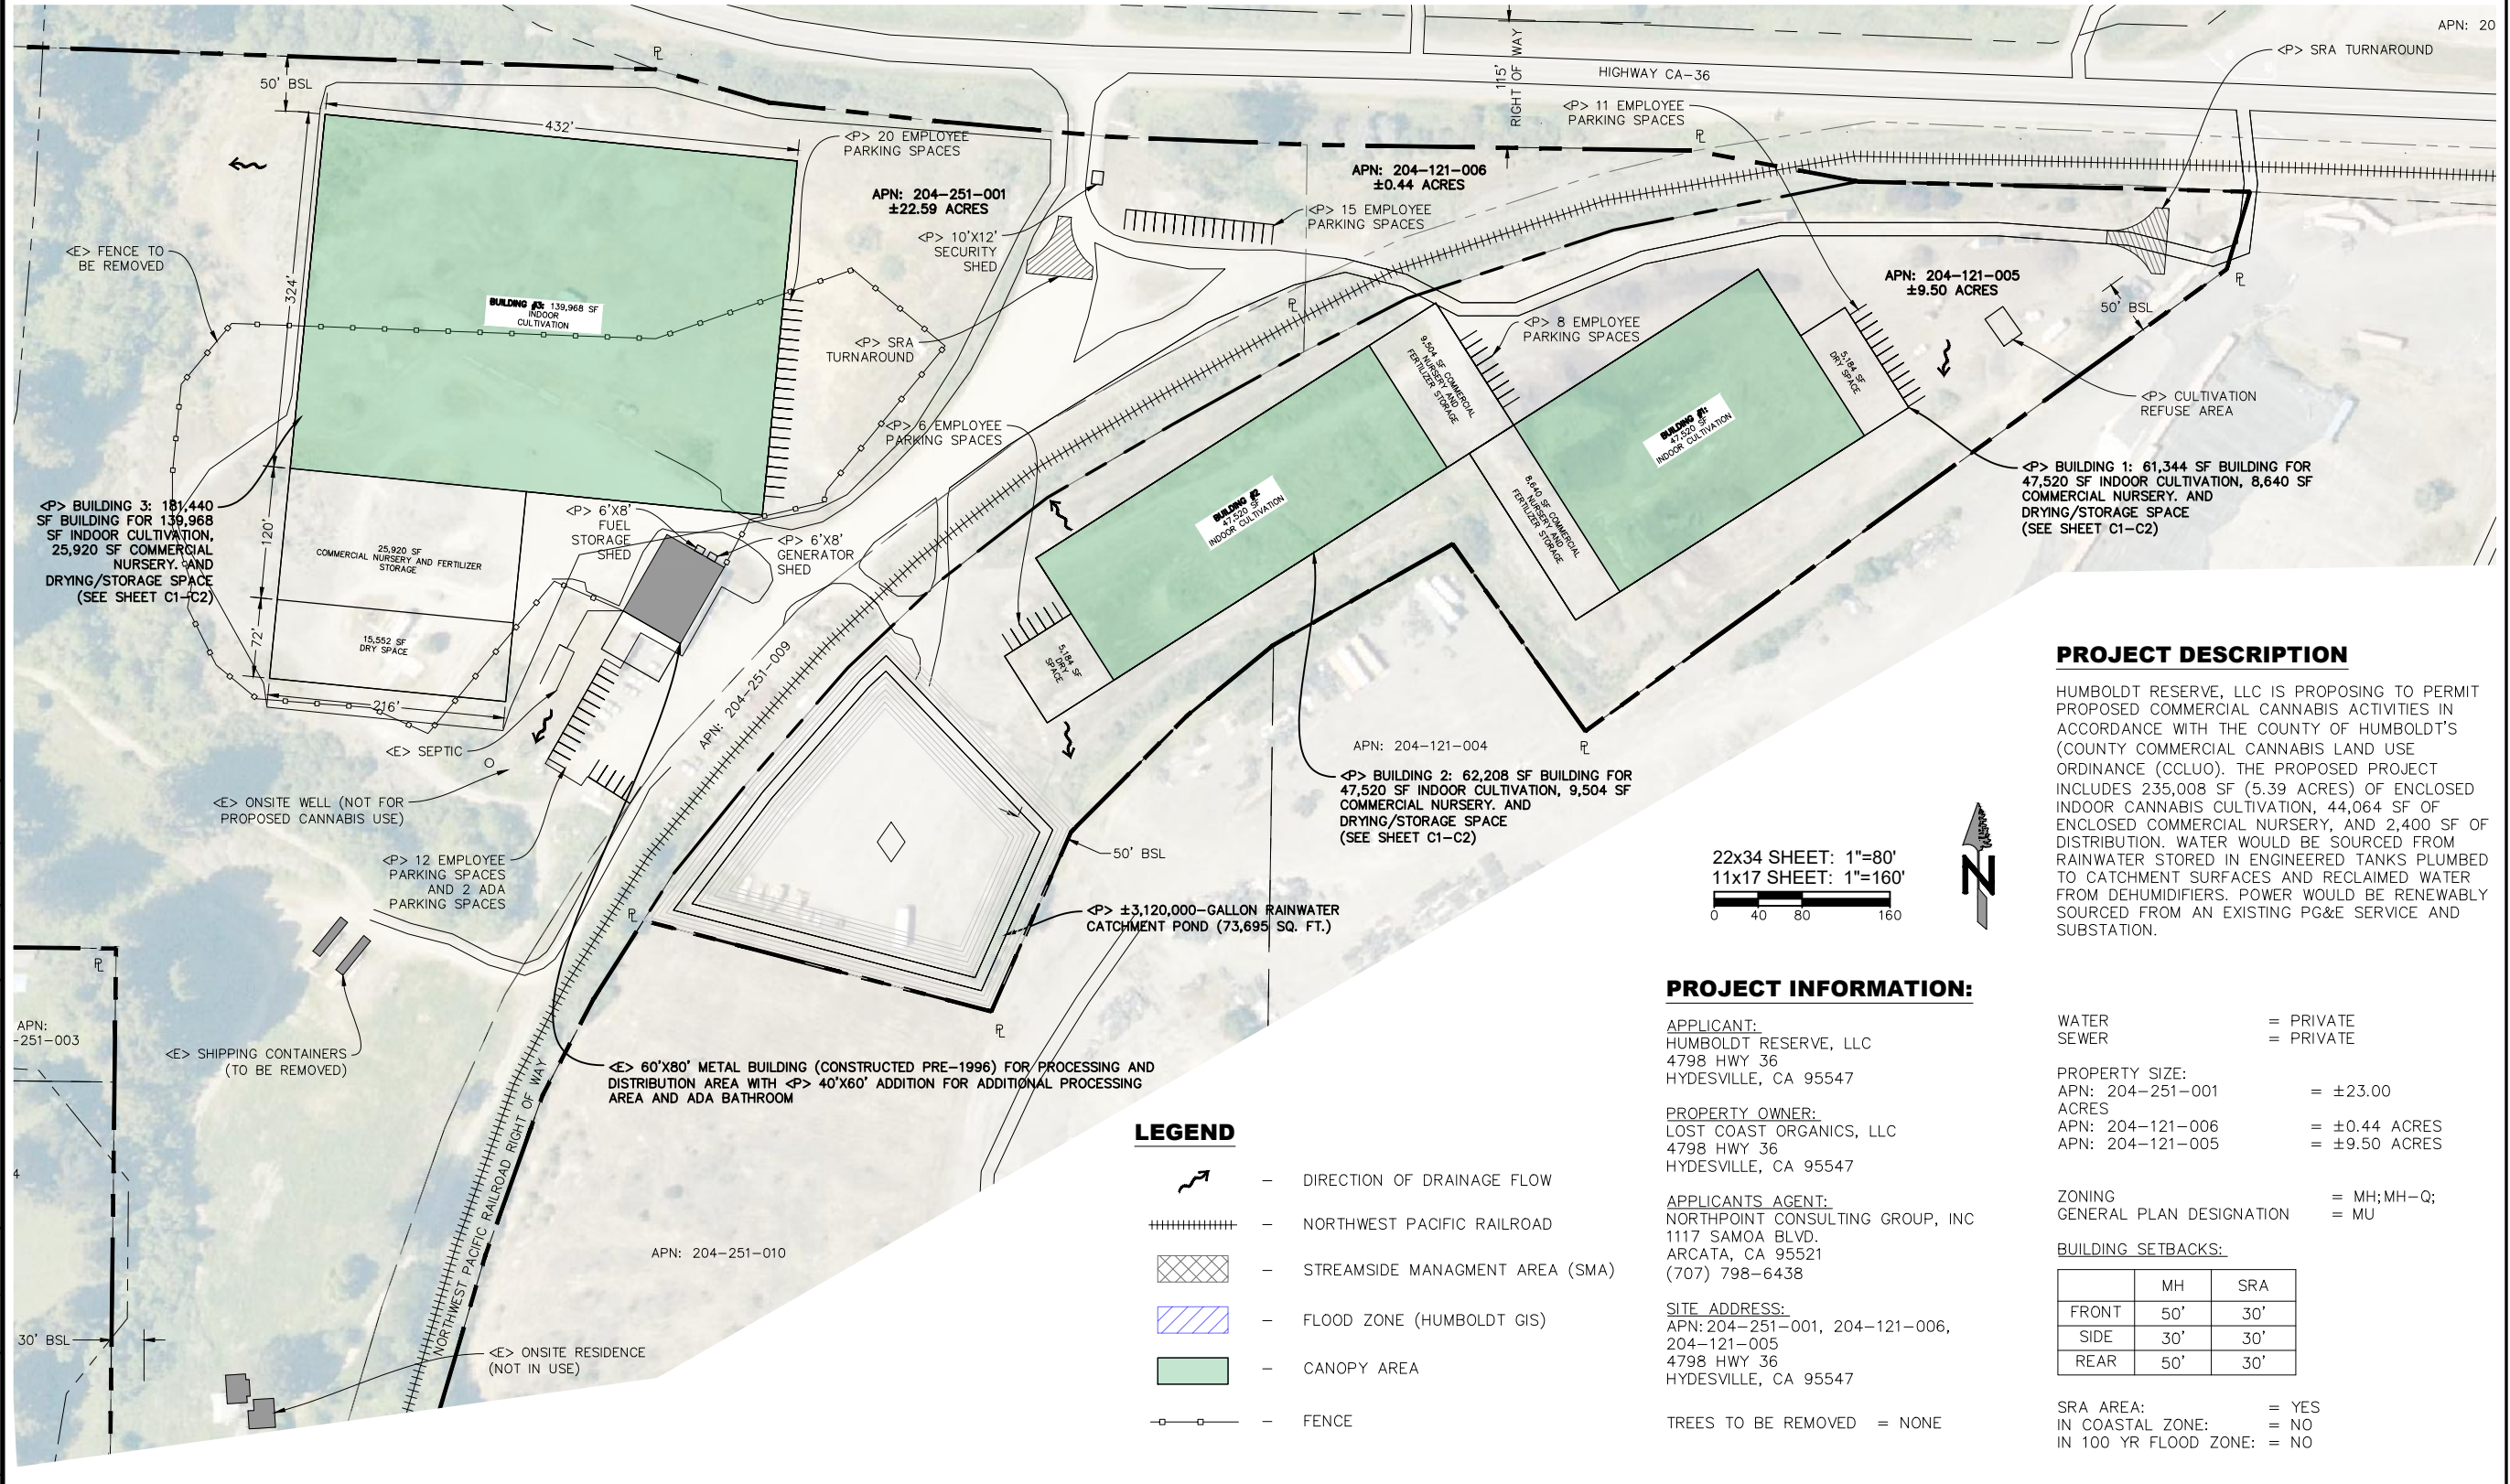 APN: 20
<P> SRA TURNAROUND
HIGHWAY CA-36
115'
RIGHT OF WAY
50' BSL
432'
<P> 20 EMPLOYEE
PARKING SPACES
<P> 11 EMPLOYEE
PARKING SPACES
APN: 204-121-006
±0.44 ACRES
APN: 204-251-001
±22.59 ACRES
<P> 15 EMPLOYEE
PARKING SPACES
<P> 10'X12'
SECURITY
SHED
<E> FENCE TO
BE REMOVED
324'
BUILDING #3: 139,968 SF
INDOOR
CULTIVATION
APN: 204-121-005
±9.50 ACRES
50' BSL
<P> SRA
TURNAROUND
<P> 8 EMPLOYEE
PARKING SPACES
9,504 SF COMMERCIAL
NURSERY AND
FERTILIZER STORAGE
5,184 SF
DRY SPACE
<P> CULTIVATION
REFUSE AREA
<P> 6 EMPLOYEE
PARKING SPACES
BUILDING #1:
47,520 SF
INDOOR CULTIVATION
BUILDING #2
47,520 SF
INDOOR CULTIVATION
8,640 SF COMMERCIAL
NURSERY AND
FERTILIZER STORAGE
<P> BUILDING 1: 61,344 SF BUILDING FOR
47,520 SF INDOOR CULTIVATION, 8,640 SF
COMMERCIAL NURSERY. AND
DRYING/STORAGE SPACE
(SEE SHEET C1-C2)
<P> BUILDING 3: 181,440
SF BUILDING FOR 139,968
SF INDOOR CULTIVATION,
25,920 SF COMMERCIAL
NURSERY. AND
DRYING/STORAGE SPACE
(SEE SHEET C1-C2)
120'
25,920 SF
COMMERCIAL NURSERY AND FERTILIZER
STORAGE
<P> 6'X8'
FUEL
STORAGE
SHED
<P> 6'X8'
GENERATOR
SHED
72'
15,552 SF
DRY SPACE
216'
5,184 SF
DRY
SPACE
APN: 204-251-009
<E> SEPTIC
<E> ONSITE WELL (NOT FOR
PROPOSED CANNABIS USE)
<P> 12 EMPLOYEE
PARKING SPACES
AND 2 ADA
PARKING SPACES
APN: 204-121-004
<P> BUILDING 2: 62,208 SF BUILDING FOR
47,520 SF INDOOR CULTIVATION, 9,504 SF
COMMERCIAL NURSERY. AND
DRYING/STORAGE SPACE
(SEE SHEET C1-C2)
50' BSL
<P> ±3,120,000-GALLON RAINWATER
CATCHMENT POND (73,695 SQ. FT.)
22x34 SHEET: 1"=80'
11x17 SHEET: 1"=160'
0 40 80 160
N
PROJECT DESCRIPTION
HUMBOLDT RESERVE, LLC IS PROPOSING TO PERMIT
PROPOSED COMMERCIAL CANNABIS ACTIVITIES IN
ACCORDANCE WITH THE COUNTY OF HUMBOLDT'S
(COUNTY COMMERCIAL CANNABIS LAND USE
ORDINANCE (CCLUO). THE PROPOSED PROJECT
INCLUDES 235,008 SF (5.39 ACRES) OF ENCLOSED
INDOOR CANNABIS CULTIVATION, 44,064 SF OF
ENCLOSED COMMERCIAL NURSERY, AND 2,400 SF OF
DISTRIBUTION. WATER WOULD BE SOURCED FROM
RAINWATER STORED IN ENGINEERED TANKS PLUMBED
TO CATCHMENT SURFACES AND RECLAIMED WATER
FROM DEHUMIDIFIERS. POWER WOULD BE RENEWABLY
SOURCED FROM AN EXISTING PG&E SERVICE AND
SUBSTATION.
APN:
-251-003
<E> SHIPPING CONTAINERS
(TO BE REMOVED)
<E> 60'X80' METAL BUILDING (CONSTRUCTED PRE-1996) FOR PROCESSING AND
DISTRIBUTION AREA WITH <P> 40'X60' ADDITION FOR ADDITIONAL PROCESSING
AREA AND ADA BATHROOM
NORTHWEST PACIFIC RAILROAD RIGHT OF WAY
4
APN: 204-251-010
30' BSL
<E> ONSITE RESIDENCE
(NOT IN USE)
LEGEND
- DIRECTION OF DRAINAGE FLOW
- NORTHWEST PACIFIC RAILROAD
- STREAMSIDE MANAGMENT AREA (SMA)
- FLOOD ZONE (HUMBOLDT GIS)
- CANOPY AREA
- FENCE
PROJECT INFORMATION:
APPLICANT:
HUMBOLDT RESERVE, LLC
4798 HWY 36
HYDESVILLE, CA 95547
PROPERTY OWNER:
LOST COAST ORGANICS, LLC
4798 HWY 36
HYDESVILLE, CA 95547
APPLICANTS AGENT:
NORTHPOINT CONSULTING GROUP, INC
1117 SAMOA BLVD.
ARCATA, CA 95521
(707) 798-6438
SITE ADDRESS:
APN: 204-251-001, 204-121-006,
204-121-005
4798 HWY 36
HYDESVILLE, CA 95547
TREES TO BE REMOVED = NONE
WATER = PRIVATE
SEWER = PRIVATE
PROPERTY SIZE:
APN: 204-251-001 = ±23.00
ACRES
APN: 204-121-006 = ±0.44 ACRES
APN: 204-121-005 = ±9.50 ACRES
ZONING = MH;MH-Q;
GENERAL PLAN DESIGNATION = MU
BUILDING SETBACKS:
MH SRA
FRONT 50' 30'
SIDE 30' 30'
REAR 50' 30'
SRA AREA: = YES
IN COASTAL ZONE: = NO
IN 100 YR FLOOD ZONE: = NO